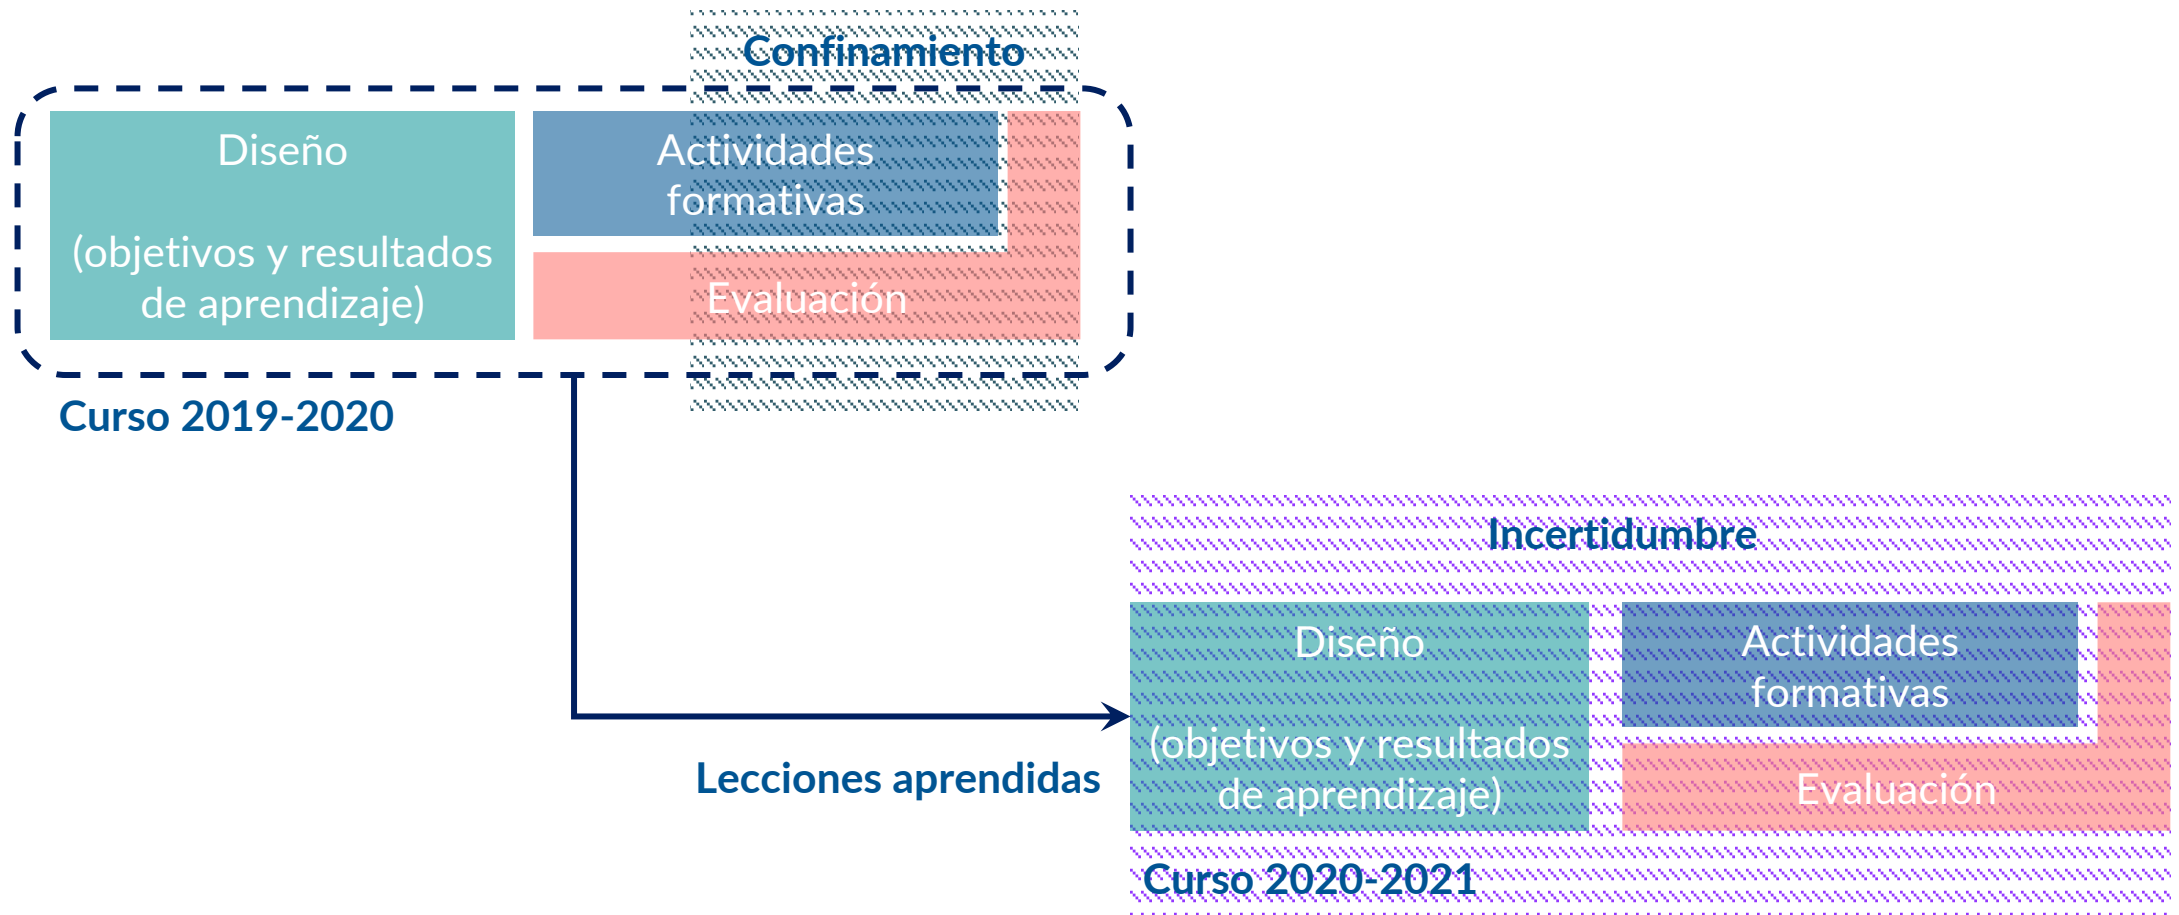 Confinamiento
Diseño
(objetivos y resultados
de aprendizaje)
Actividades
formativas
Evaluación
Curso 2019-2020
Lecciones aprendidas
Incertidumbre
Diseño
(objetivos y resultados
de aprendizaje)
Actividades
formativas
Evaluación
Curso 2020-2021